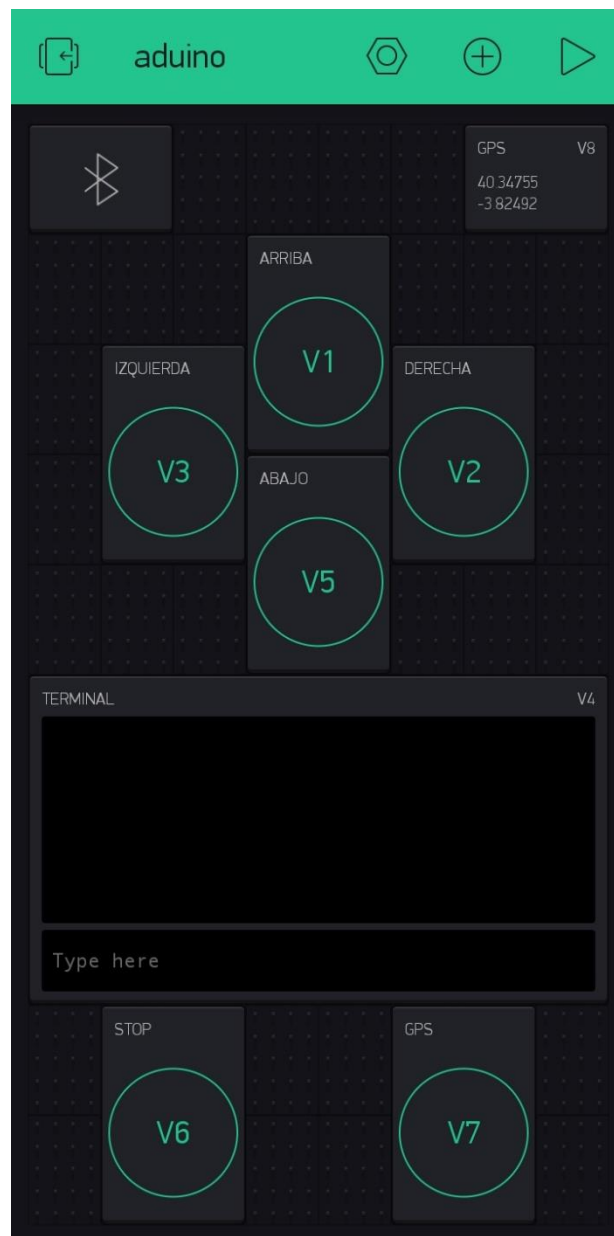 aduino
GPS V8
40.34755
-3.82492
ARRIBA
V1
IZQUIERDA
V3
DERECHA
V2
ABAJO
V5
TERMINAL V4
Type here
STOP
V6
GPS
V7